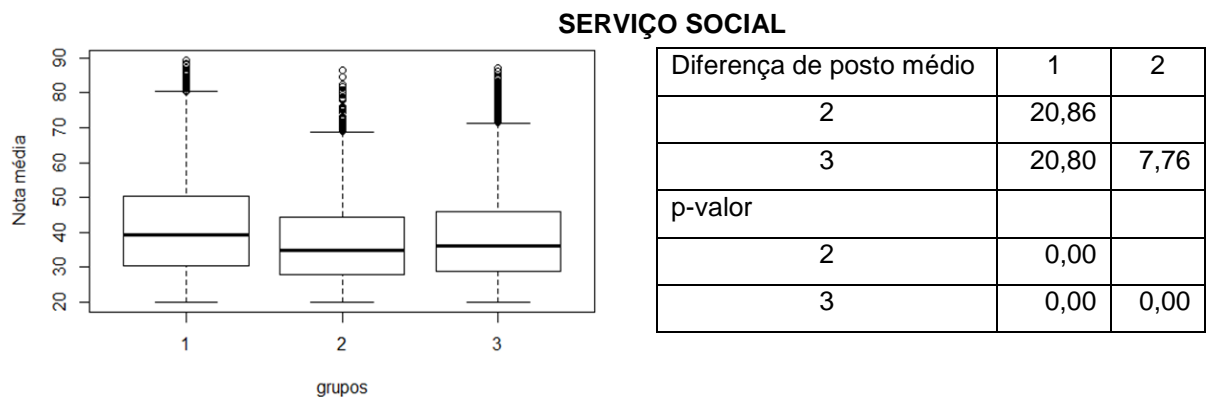 SERVIÇO SOCIAL
Nota média
90
80
70
60
50
40
30
20
1 2 3
grupos
Diferença de posto médio 1 2
2 20,86
3 20,80 7,76
p-valor
2 0,00
3 0,00 0,00